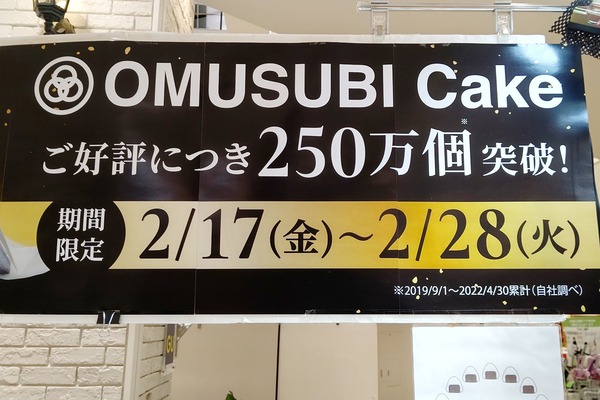 OMUSUBI Cake
ご好評につき250万個※突破!
期間
限定
2/17(金)~2/28(火)
※2019/9/1~2022/4/30累計(自社調べ)